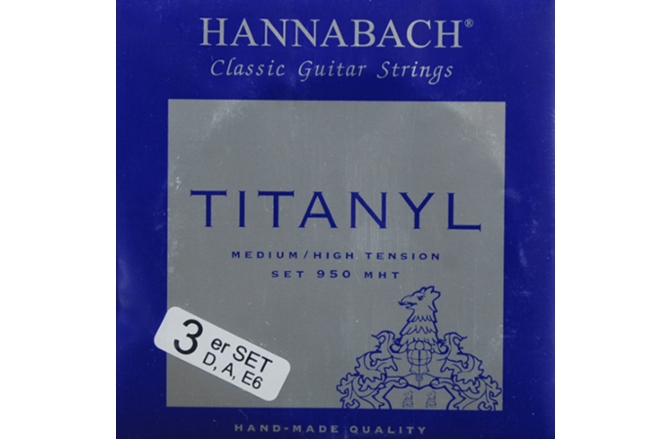 HANNABACH®
Classic Guitar Strings
TITANYL
MEDIUM/HIGH TENSION
SET 950 MHT
3 er SET
D, A, E6
HAND-MADE QUALITY